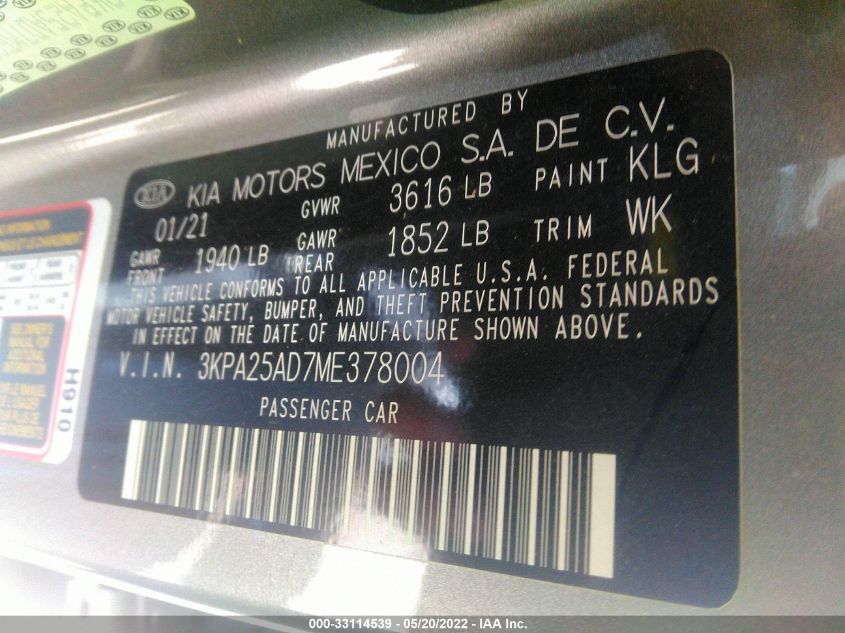 MANUFACTURED BY
KIA KIA MOTORS MEXICO S.A. DE C.V.
01/21 GVWR 3616 LB PAINT KLG
GAWR FRONT 1940 LB GAWR REAR 1852 LB TRIM WK
THIS VEHICLE CONFORMS TO ALL APPLICABLE U.S.A. FEDERAL
MOTOR VEHICLE SAFETY, BUMPER, AND THEFT PREVENTION STANDARDS
IN EFFECT ON THE DATE OF MANUFACTURE SHOWN ABOVE.
V.I.N. 3KPA25AD7ME378004
PASSENGER CAR
H910
000-33114539 - 05/20/2022 - IAA Inc.